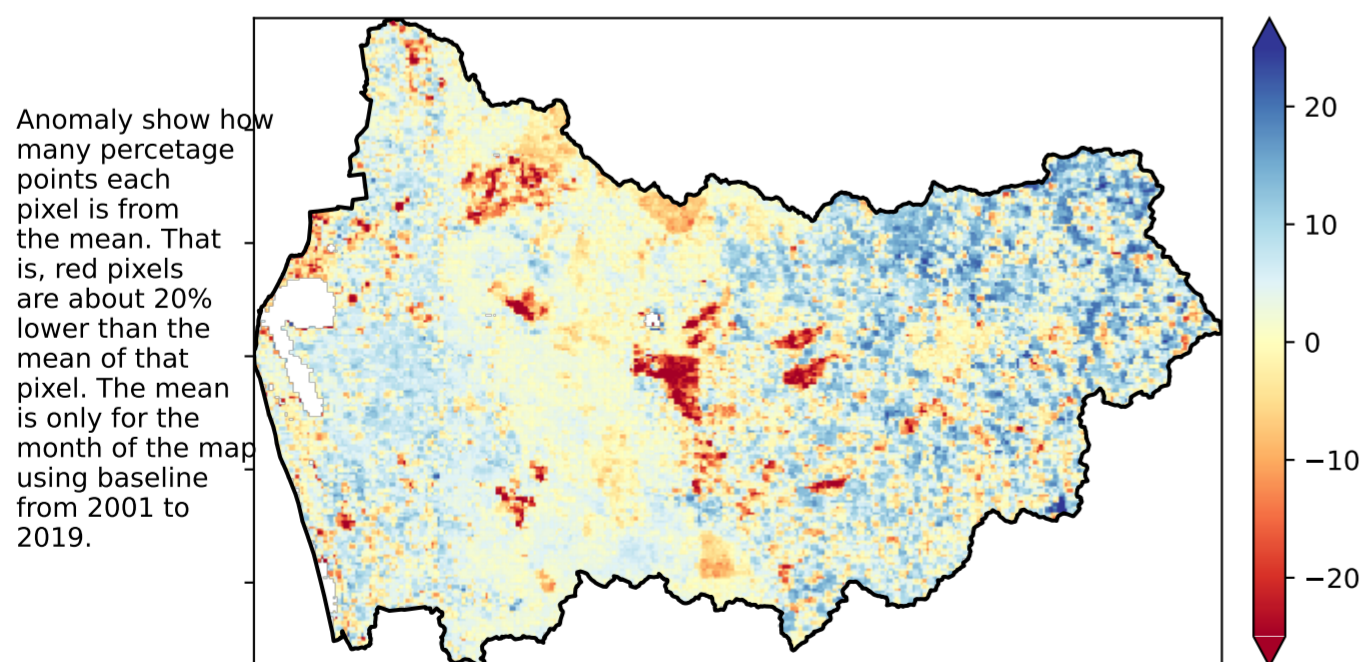 Anomaly show how
many percetage
points each
pixel is from
the mean. That
is, red pixels
are about 20%
lower than the
mean of that
pixel. The mean
is only for the
month of the map
using baseline
from 2001 to
2019.
20
10
0
−10
−20